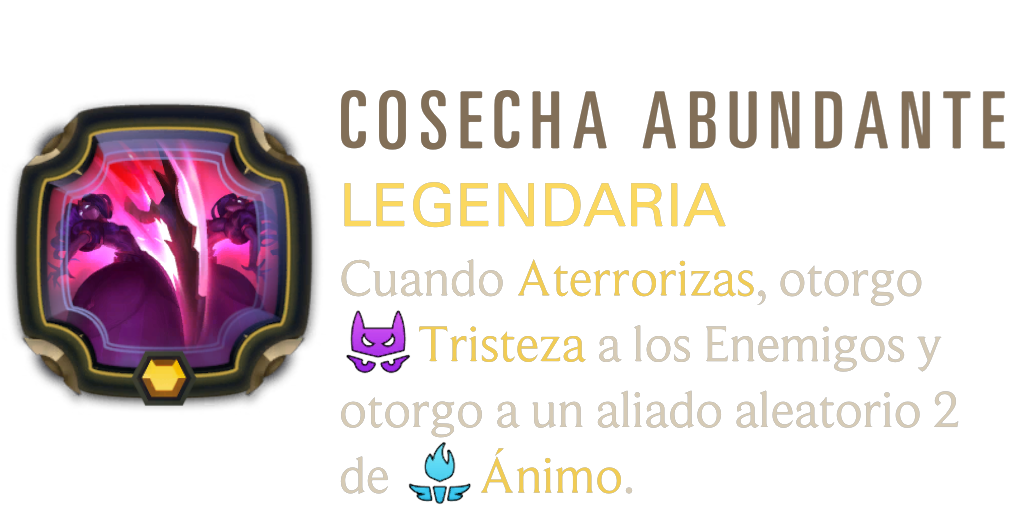 COSECHA ABUNDANTE
LEGENDARIA
Cuando Aterrorizas, otorgo
Tristeza a los Enemigos y
otorgo a un aliado aleatorio 2
de Ánimo.